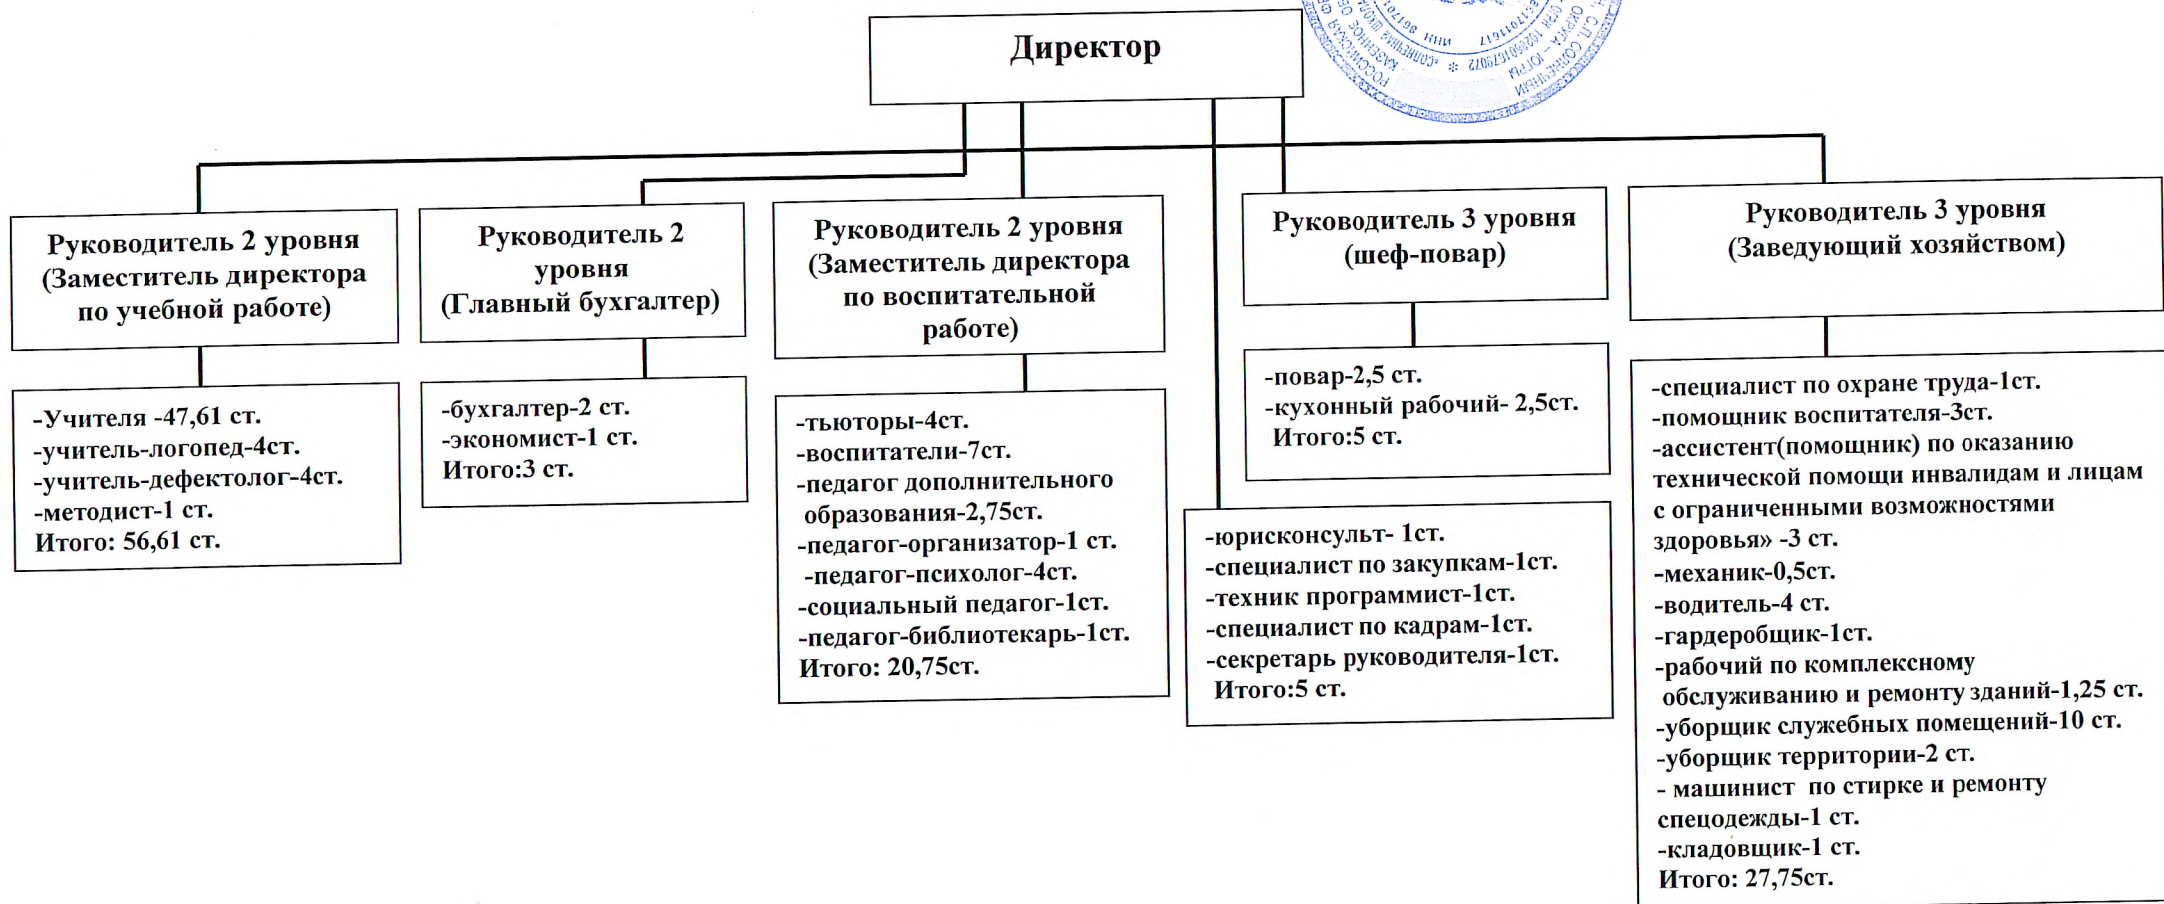 Директор
РОССИЙСКАЯ
КАЗЕННОЕ
ИНН
ОКРУГА – ЮГРЫ
Руководитель 2 уровня
(Заместитель директора
по учебной работе)
-Учителя -47,61 ст.
-учитель-логопед-4ст.
-учитель-дефектолог-4ст.
-методист-1 ст.
Итого: 56,61 ст.
Руководитель 2
уровня
(Главный бухгалтер)
-бухгалтер-2 ст.
-экономист-1 ст.
Итого:3 ст.
Руководитель 2 уровня
(Заместитель директора
по воспитательной
работе)
-тьюторы-4ст.
-воспитатели-7ст.
-педагог дополнительного
образования-2,75ст.
-педагог-организатор-1 ст.
-педагог-психолог-4ст.
-социальный педагог-1ст.
-педагог-библиотекарь-1ст.
Итого: 20,75ст.
Руководитель 3 уровня
(шеф-повар)
-повар-2,5 ст.
-кухонный рабочий- 2,5ст.
Итого:5 ст.
-юрисконсульт- 1ст.
-специалист по закупкам-1ст.
-техник программист-1ст.
-специалист по кадрам-1ст.
-секретарь руководителя-1ст.
Итого:5 ст.
Руководитель 3 уровня
(Заведующий хозяйством)
-специалист по охране труда-1ст.
-помощник воспитателя-3ст.
-ассистент(помощник) по оказанию
технической помощи инвалидам и лицам
с ограниченными возможностями
здоровья» -3 ст.
-механик-0,5ст.
-водитель-4 ст.
-гардеробщик-1ст.
-рабочий по комплексному
обслуживанию и ремонту зданий-1,25 ст.
-уборщик служебных помещений-10 ст.
-уборщик территории-2 ст.
- машинист по стирке и ремонту
спецодежды-1 ст.
-кладовщик-1 ст.
Итого: 27,75ст.